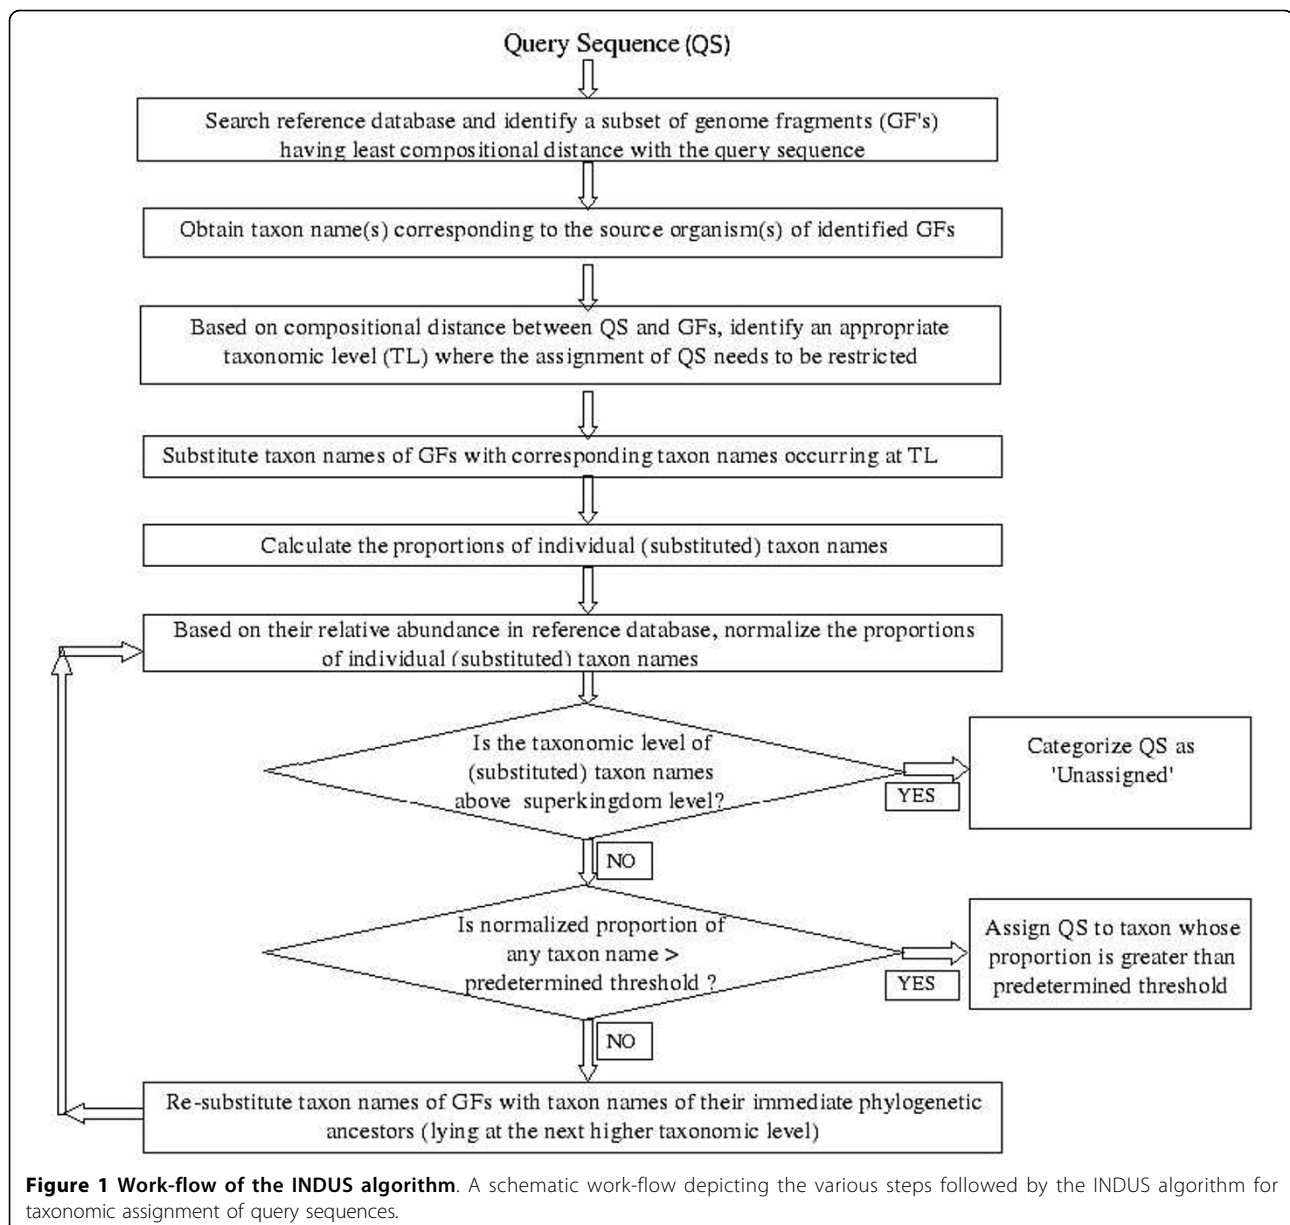 Query Sequence (QS)
Search reference database and identify a subset of genome fragments (GF's)
having least compositional distance with the query sequence
Obtain taxon name(s) corresponding to the source organism(s) of identified GFs
Based on compositional distance between QS and GFs, identify an appropriate
taxonomic level (TL) where the assignment of QS needs to be restricted
Substitute taxon names of GFs with corresponding taxon names occurring at TL
Calculate the proportions of individual (substituted) taxon names
Based on their relative abundance in reference database, normalize the proportions
of individual (substituted) taxon names
Is the taxonomic level of
(substituted) taxon names
above superkingdom level?
YES
Categorize QS as
'Unassigned'
NO
Is normalized proportion of
any taxon name >
predetermined threshold ?
YES
Assign QS to taxon whose
proportion is greater than
predetermined threshold
NO
Re-substitute taxon names of GFs with taxon names of their immediate phylogenetic
ancestors (lying at the next higher taxonomic level)
Figure 1 Work-flow of the INDUS algorithm. A schematic work-flow depicting the various steps followed by the INDUS algorithm for
taxonomic assignment of query sequences.